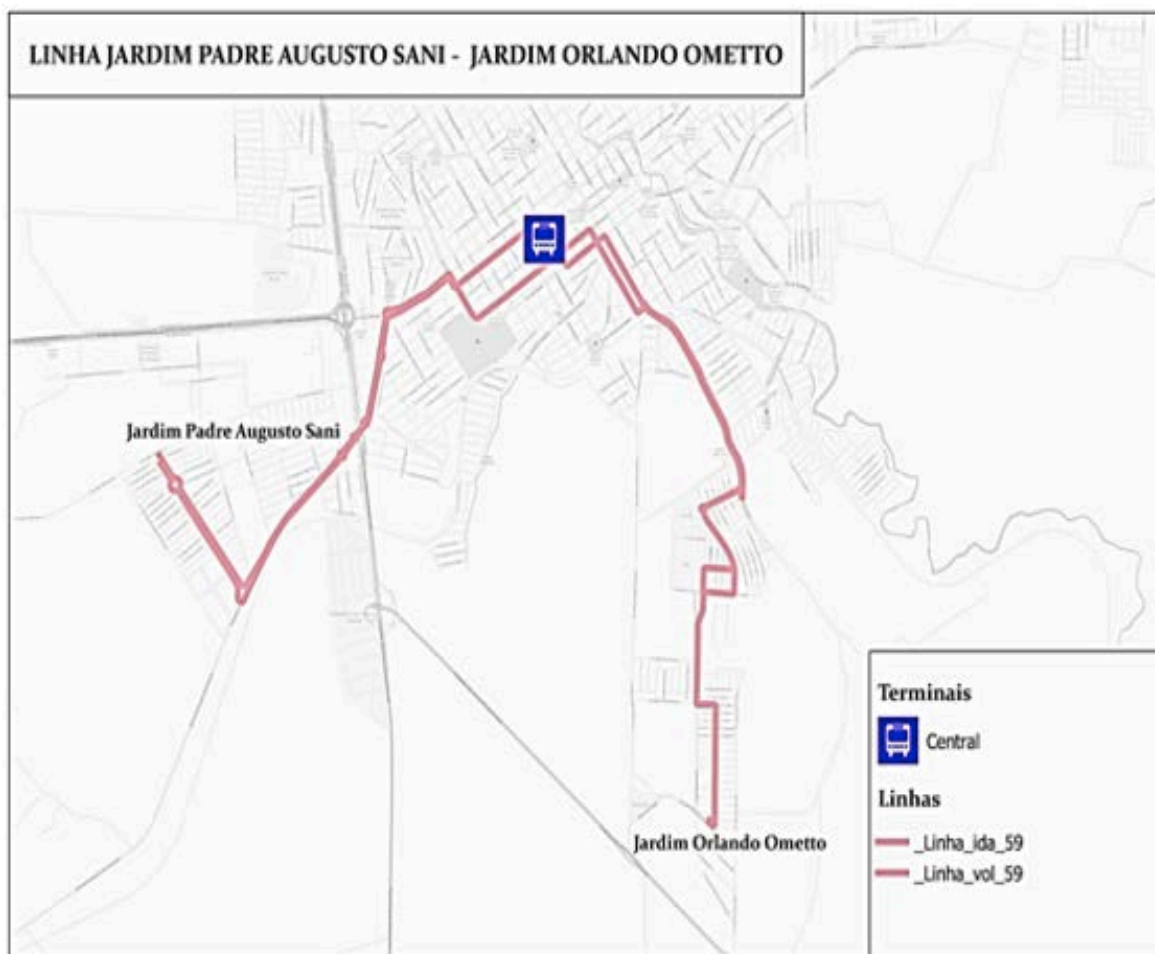 LINHA JARDIM PADRE AUGUSTO SANI - JARDIM ORLANDO OMETTO
Jardim Padre Augusto Sani
Jardim Orlando Ometto
Terminais
Central
Linhas
_Linha_ida_59
_Linha_vol_59